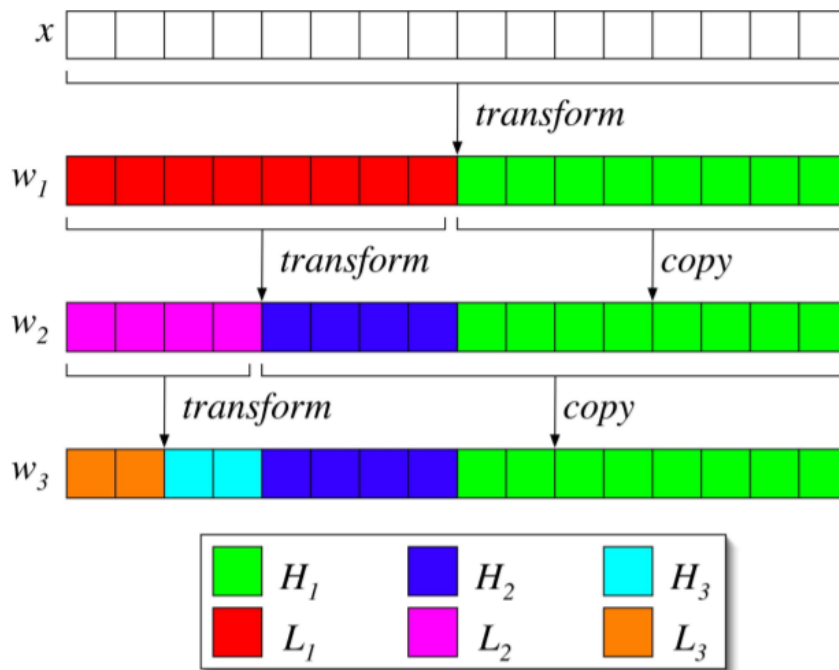 x
transform
w₁
transform copy
w₂
transform copy
w₃
H₁ H₂ H₃
L₁ L₂ L₃